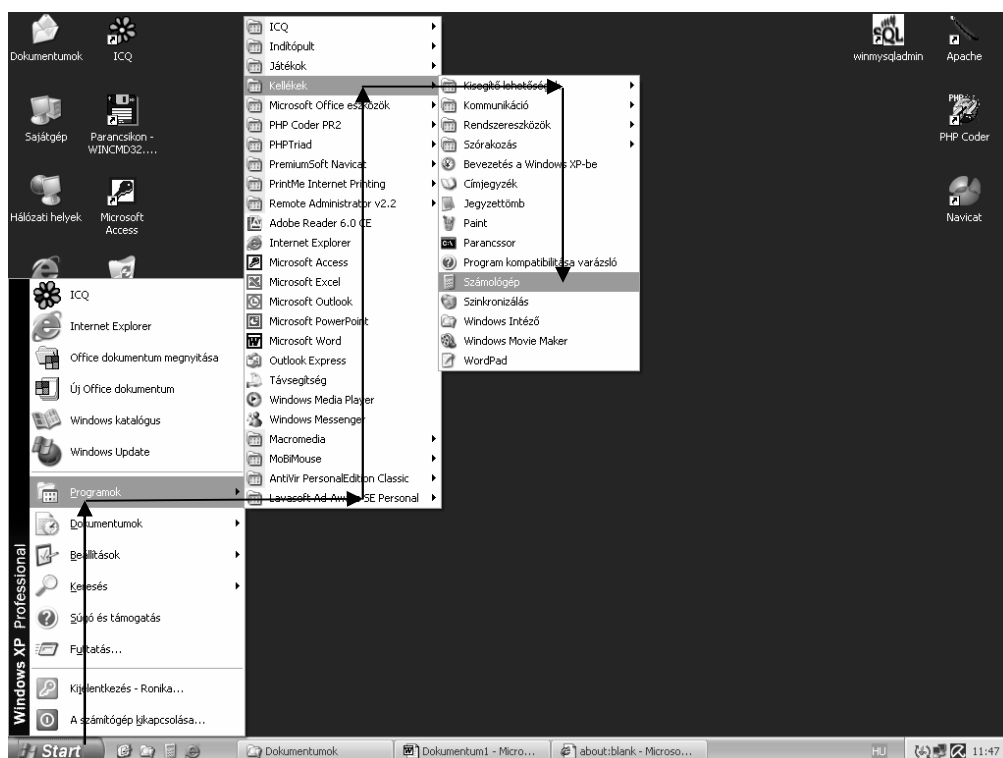 Dokumentumok
ICQ
Sajátgép
Parancsikon -
WINCMD32....
Hálózati helyek
Microsoft
Access
winmysqladmin
Apache
PHP Coder
Navicat
ICQ
Indítópult
Játékok
Kellékek
Microsoft Office eszközök
PHP Coder PR2
PHPTriad
PremiumSoft Navicat
PrintMe Internet Printing
Remote Administrator v2.2
Adobe Reader 6.0 CE
Internet Explorer
Microsoft Access
Microsoft Excel
Microsoft Outlook
Microsoft PowerPoint
Microsoft Word
Outlook Express
Távsegítség
Windows Media Player
Windows Messenger
Macromedia
MoBiMouse
AntiVir PersonalEdition Classic
Lavasoft Ad-Aware SE Personal
Kisegítő lehetőségek
Kommunikáció
Rendszereszközök
Szórakozás
Bevezetés a Windows XP-be
Címjegyzék
Jegyzettömb
Paint
Parancssor
Program kompatibilitása varázsló
Számológép
Szinkronizálás
Windows Intéző
Windows Movie Maker
WordPad
ICQ
Internet Explorer
Office dokumentum megnyitása
Új Office dokumentum
Windows katalógus
Windows Update
Programok
Dokumentumok
Beállítások
Keresés
Súgó és támogatás
Futtatás...
Kijelentkezés - Ronika...
A számítógép kikapcsolása...
Windows XP Professional
Start
Dokumentumok
Dokumentum1 - Micro...
about:blank - Microso...
HU
11:47